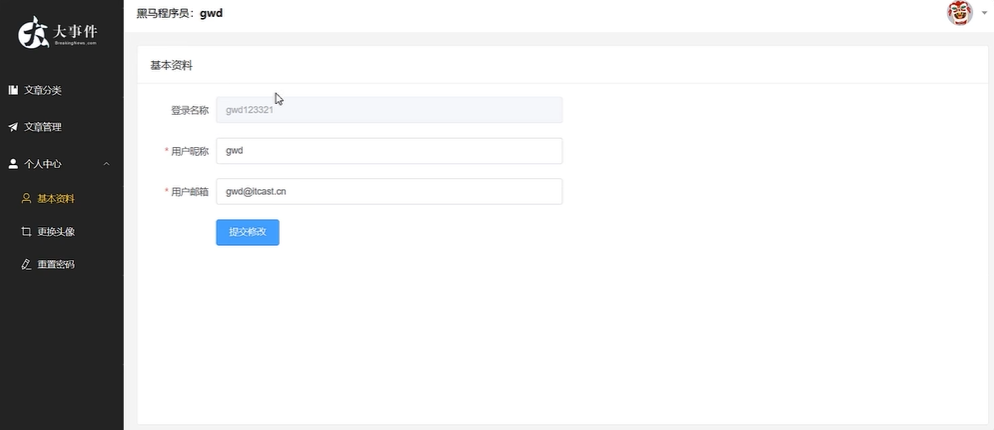 大事件
BreakingNews.com
文章分类
文章管理
个人中心
基本资料
更换头像
重置密码
黑马程序员：gwd
基本资料
登录名称 gwd123321
* 用户昵称 gwd
* 用户邮箱 gwd@itcast.cn
提交修改